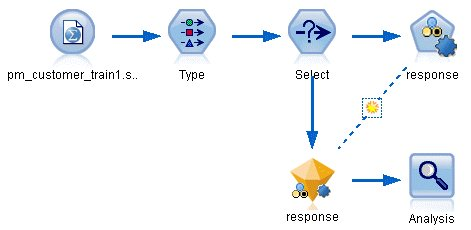 pm_customer_train1.s..
Type
Select
response
response
Analysis